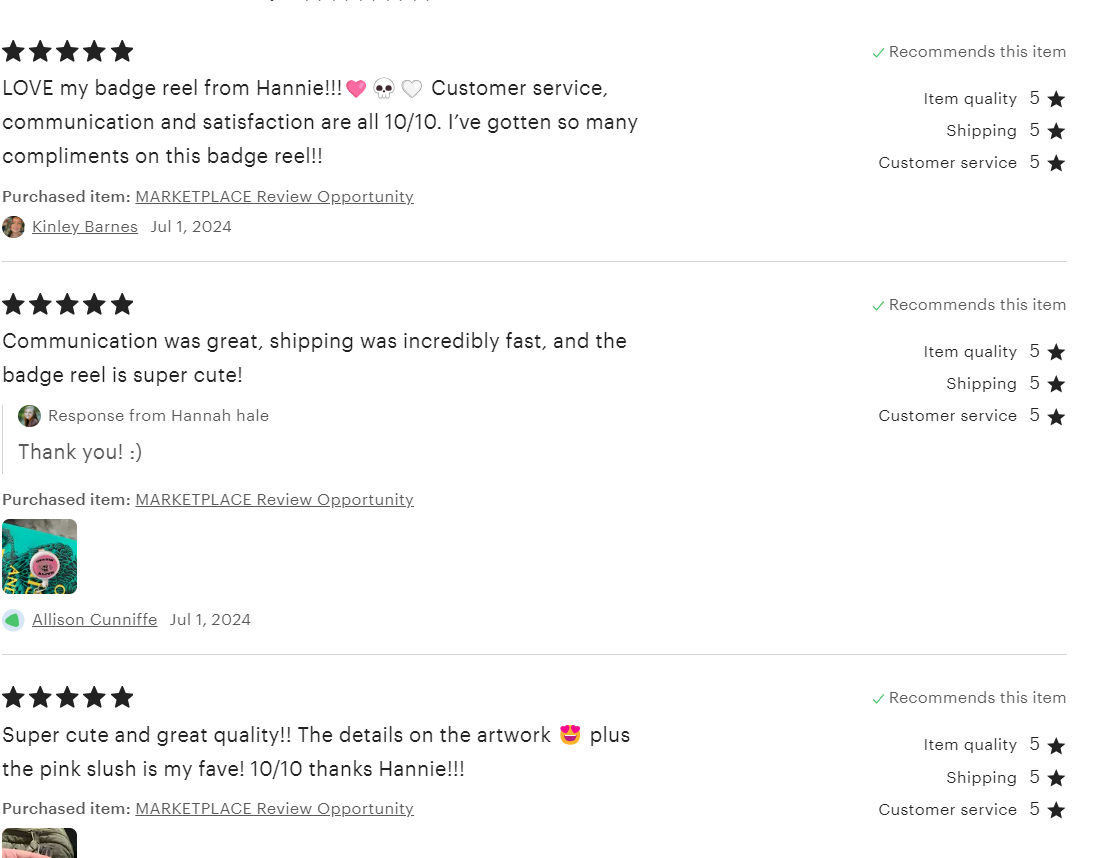 Recommends this item
LOVE my badge reel from Hannie!!!🩷💀🤍 Customer service,
communication and satisfaction are all 10/10. I’ve gotten so many
compliments on this badge reel!!
Item quality 5
Shipping 5
Customer service 5
Purchased item: MARKETPLACE Review Opportunity
Kinley Barnes Jul 1, 2024
Recommends this item
Communication was great, shipping was incredibly fast, and the
badge reel is super cute!
Item quality 5
Shipping 5
Customer service 5
Response from Hannah hale
Thank you! :)
Purchased item: MARKETPLACE Review Opportunity
Allison Cunniffe Jul 1, 2024
Recommends this item
Super cute and great quality!! The details on the artwork 😍 plus
the pink slush is my fave! 10/10 thanks Hannie!!!
Item quality 5
Shipping 5
Customer service 5
Purchased item: MARKETPLACE Review Opportunity